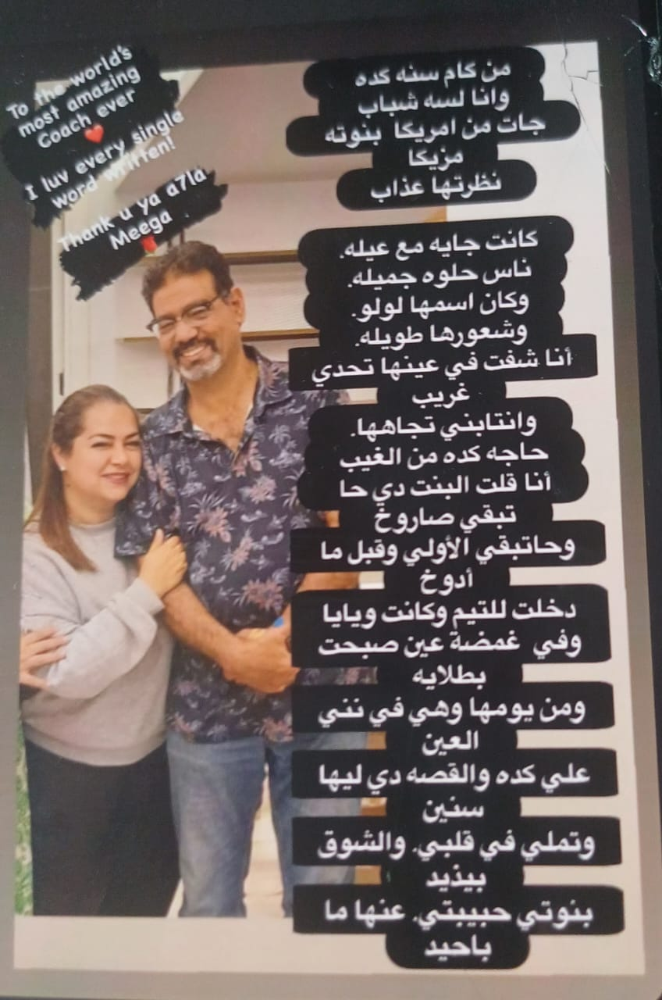 To the world's
most amazing
Coach ever
❤️
I luv every single
word written!
Thank u ya a7la
Meega
🌹
من كام سنه كده
وانا لسه شباب
جات من امريكا بنوته
مزيكا
نظرتها عذاب
كانت جايه مع عيله.
ناس حلوه جميله.
وكان اسمها لولو.
وشعورها طويله.
أنا شفت في عينها تحدي
غريب
وانتابني تجاهها.
حاجه كده من الغيب
أنا قلت البنت دي حا
تبقي صاروخ
وحاتبقي الأولي وقبل ما
أدوخ
دخلت للتيم وكانت ويايا
وفي غمضة عين صبحت
بطلايه
ومن يومها وهي في نني
العين
علي كده والقصه دي ليها
سنين
وتملي في قلبي. والشوق
بيذيد
بنوتي حبيبتي. عنها ما
باحيد